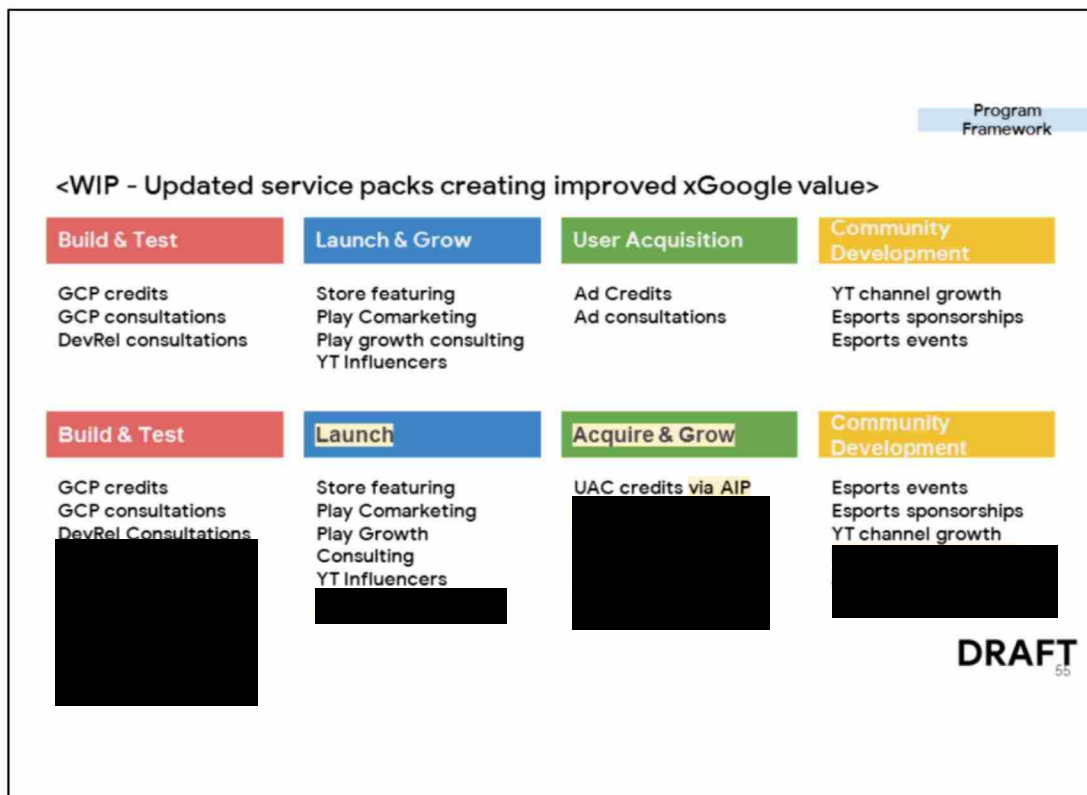 Program
Framework
<WIP - Updated service packs creating improved xGoogle value>
Build & Test
GCP credits
GCP consultations
DevRel consultations
Launch & Grow
Store featuring
Play Comarketing
Play growth consulting
YT Influencers
User Acquisition
Ad Credits
Ad consultations
Community
Development
YT channel growth
Esports sponsorships
Esports events
Build & Test
GCP credits
GCP consultations
DevRel Consultations
Launch
Store featuring
Play Comarketing
Play Growth
Consulting
YT Influencers
Acquire & Grow
UAC credits via AIP
Community
Development
Esports events
Esports sponsorships
YT channel growth
DRAFT
55